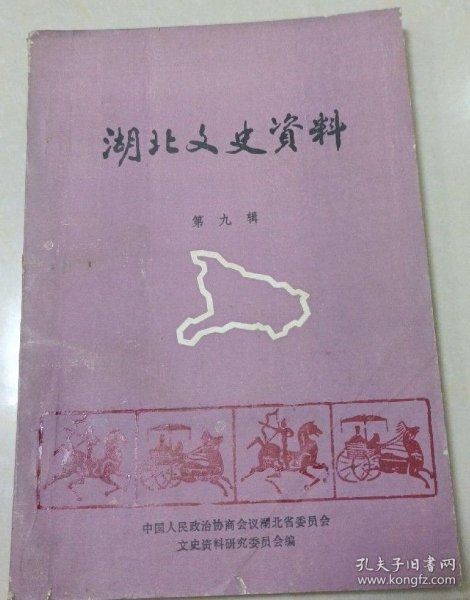 湖北文史資料
第九辑
中国人民政治协商会议湖北省委员会
文史资料研究委员会编
孔夫子旧书网
www.kongfz.com